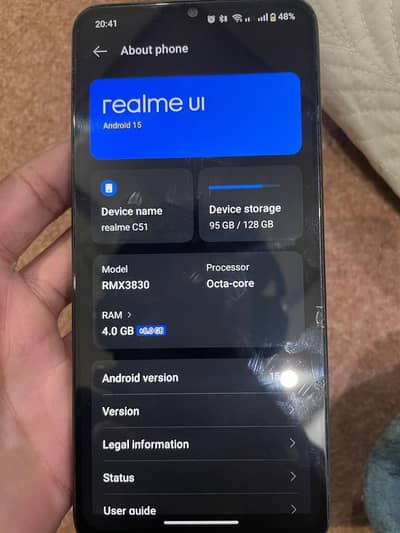 20:41
48%
About phone
realme UI
Android 15
Device name
realme C51
Device storage
95 GB / 128 GB
Model
RMX3830
Processor
Octa-core
RAM
4.0 GB
Android version
15
Version
Legal information
Status
User guide